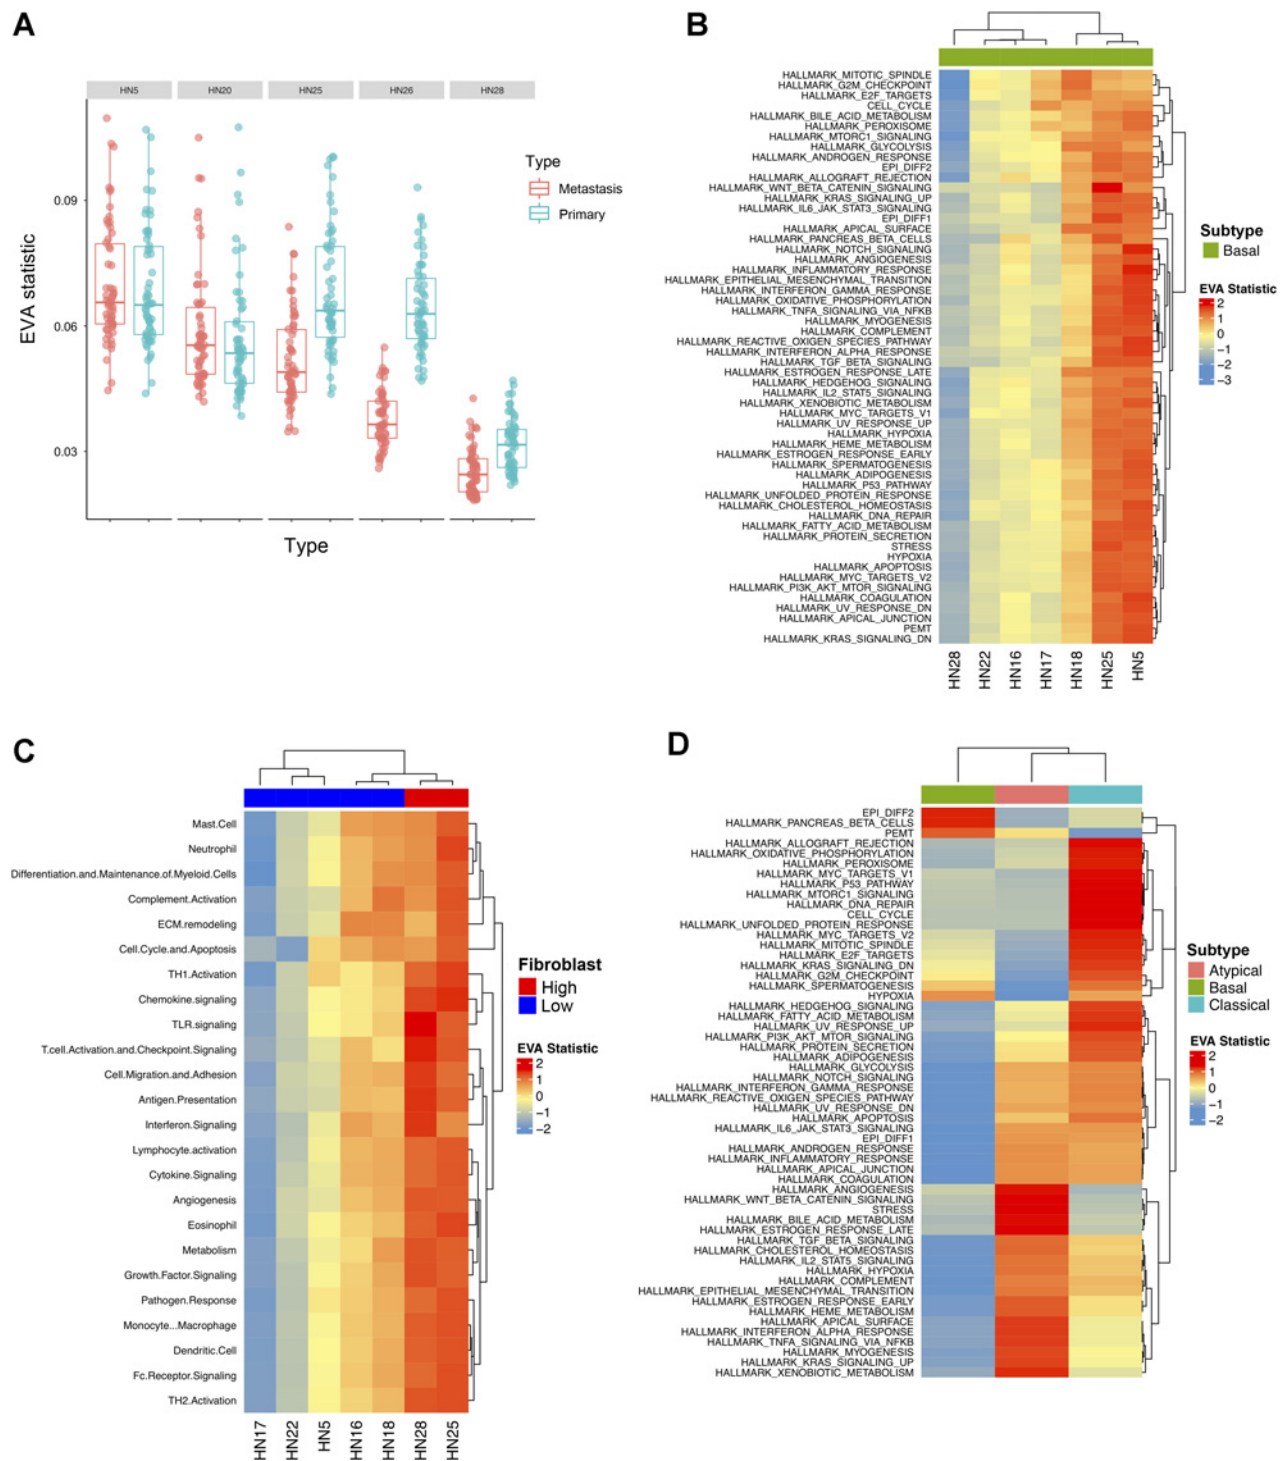 A
HN5
HN20
HN25
HN26
HN28
EVA statistic
0.09
0.06
0.03
Type
Type
Metastasis
Primary
B
HALLMARK_MITOTIC_SPINDLE
HALLMARK_G2M_CHECKPOINT
HALLMARK_E2F_TARGETS
CELL_CYCLE
HALLMARK_BILE_ACID_METABOLISM
HALLMARK_PEROXISOME
HALLMARK_MTORC1_SIGNALING
HALLMARK_GLYCOLYSIS
HALLMARK_ANDROGEN_RESPONSE
EPI_DIFF2
HALLMARK_ALLOGRAFT_REJECTION
HALLMARK_WNT_BETA_CATENIN_SIGNALING
HALLMARK_KRAS_SIGNALING_UP
HALLMARK_IL6_JAK_STAT3_SIGNALING
EPI_DIFF1
HALLMARK_APICAL_SURFACE
HALLMARK_PANCREAS_BETA_CELLS
HALLMARK_NOTCH_SIGNALING
HALLMARK_ANGIOGENESIS
HALLMARK_INFLAMMATORY_RESPONSE
HALLMARK_EPITHELIAL_MESENCHYMAL_TRANSITION
HALLMARK_INTERFERON_GAMMA_RESPONSE
HALLMARK_OXIDATIVE_PHOSPHORYLATION
HALLMARK_TNFA_SIGNALING_VIA_NFKB
HALLMARK_MYOGENESIS
HALLMARK_COMPLEMENT
HALLMARK_REACTIVE_OXIGEN_SPECIES_PATHWAY
HALLMARK_INTERFERON_ALPHA_RESPONSE
HALLMARK_TGF_BETA_SIGNALING
HALLMARK_ESTROGEN_RESPONSE_LATE
HALLMARK_HEDGEHOG_SIGNALING
HALLMARK_IL2_STAT5_SIGNALING
HALLMARK_XENOBIOTIC_METABOLISM
HALLMARK_MYC_TARGETS_V1
HALLMARK_UV_RESPONSE_UP
HALLMARK_HYPOXIA
HALLMARK_HEME_METABOLISM
HALLMARK_ESTROGEN_RESPONSE_EARLY
HALLMARK_SPERMATOGENESIS
HALLMARK_ADIPOGENESIS
HALLMARK_P53_PATHWAY
HALLMARK_UNFOLDED_PROTEIN_RESPONSE
HALLMARK_CHOLESTEROL_HOMEOSTASIS
HALLMARK_DNA_REPAIR
HALLMARK_FATTY_ACID_METABOLISM
HALLMARK_PROTEIN_SECRETION
STRESS
HYPOXIA
HALLMARK_APOPTOSIS
HALLMARK_MYC_TARGETS_V2
HALLMARK_PI3K_AKT_MTOR_SIGNALING
HALLMARK_COAGULATION
HALLMARK_UV_RESPONSE_DN
HALLMARK_APICAL_JUNCTION
PEMT
HALLMARK_KRAS_SIGNALING_DN
HN28
HN22
HN16
HN17
HN18
HN25
HN5
Subtype
Basal
EVA Statistic
2
1
0
−1
−2
−3
C
Mast.Cell
Neutrophil
Differentiation.and.Maintenance.of.Myeloid.Cells
Complement.Activation
ECM.remodeling
Cell.Cycle.and.Apoptosis
TH1.Activation
Chemokine.signaling
TLR.signaling
T.cell.Activation.and.Checkpoint.Signaling
Cell.Migration.and.Adhesion
Antigen.Presentation
Interferon.Signaling
Lymphocyte.activation
Cytokine.Signaling
Angiogenesis
Eosinophil
Metabolism
Growth.Factor.Signaling
Pathogen.Response
Monocyte...Macrophage
Dendritic.Cell
Fc.Receptor.Signaling
TH2.Activation
HN17
HN22
HN5
HN16
HN18
HN28
HN25
Fibroblast
High
Low
EVA Statistic
2
1
0
−1
−2
D
EPI_DIFF2
HALLMARK_PANCREAS_BETA_CELLS
PEMT
HALLMARK_ALLOGRAFT_REJECTION
HALLMARK_OXIDATIVE_PHOSPHORYLATION
HALLMARK_PEROXISOME
HALLMARK_MYC_TARGETS_V1
HALLMARK_P53_PATHWAY
HALLMARK_MTORC1_SIGNALING
HALLMARK_DNA_REPAIR
CELL_CYCLE
HALLMARK_UNFOLDED_PROTEIN_RESPONSE
HALLMARK_MYC_TARGETS_V2
HALLMARK_MITOTIC_SPINDLE
HALLMARK_E2F_TARGETS
HALLMARK_KRAS_SIGNALING_DN
HALLMARK_G2M_CHECKPOINT
HALLMARK_SPERMATOGENESIS
HYPOXIA
HALLMARK_HEDGEHOG_SIGNALING
HALLMARK_FATTY_ACID_METABOLISM
HALLMARK_UV_RESPONSE_UP
HALLMARK_PI3K_AKT_MTOR_SIGNALING
HALLMARK_PROTEIN_SECRETION
HALLMARK_ADIPOGENESIS
HALLMARK_GLYCOLYSIS
HALLMARK_NOTCH_SIGNALING
HALLMARK_INTERFERON_GAMMA_RESPONSE
HALLMARK_REACTIVE_OXIGEN_SPECIES_PATHWAY
HALLMARK_UV_RESPONSE_DN
HALLMARK_APOPTOSIS
HALLMARK_IL6_JAK_STAT3_SIGNALING
EPI_DIFF1
HALLMARK_ANDROGEN_RESPONSE
HALLMARK_INFLAMMATORY_RESPONSE
HALLMARK_APICAL_JUNCTION
HALLMARK_COAGULATION
HALLMARK_ANGIOGENESIS
HALLMARK_WNT_BETA_CATENIN_SIGNALING
STRESS
HALLMARK_BILE_ACID_METABOLISM
HALLMARK_ESTROGEN_RESPONSE_LATE
HALLMARK_TGF_BETA_SIGNALING
HALLMARK_CHOLESTEROL_HOMEOSTASIS
HALLMARK_IL2_STAT5_SIGNALING
HALLMARK_HYPOXIA
HALLMARK_COMPLEMENT
HALLMARK_EPITHELIAL_MESENCHYMAL_TRANSITION
HALLMARK_ESTROGEN_RESPONSE_EARLY
HALLMARK_HEME_METABOLISM
HALLMARK_APICAL_SURFACE
HALLMARK_INTERFERON_ALPHA_RESPONSE
HALLMARK_TNFA_SIGNALING_VIA_NFKB
HALLMARK_MYOGENESIS
HALLMARK_KRAS_SIGNALING_UP
HALLMARK_XENOBIOTIC_METABOLISM
Subtype
Atypical
Basal
Classical
EVA Statistic
2
1
0
−1
−2